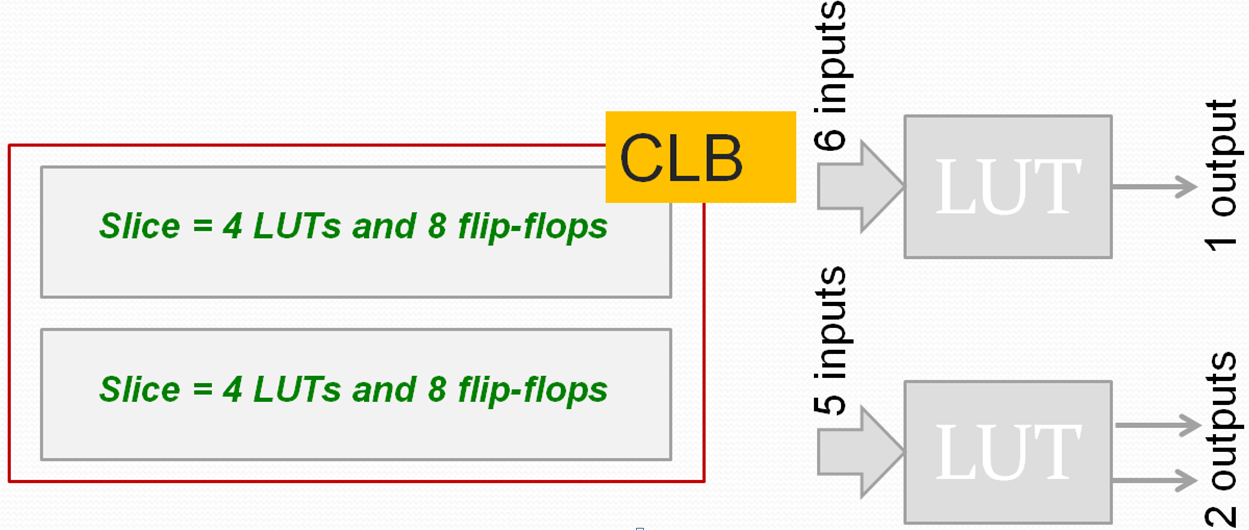 CLB
Slice = 4 LUTs and 8 flip-flops
Slice = 4 LUTs and 8 flip-flops
6 inputs
LUT
1 output
5 inputs
LUT
2 outputs